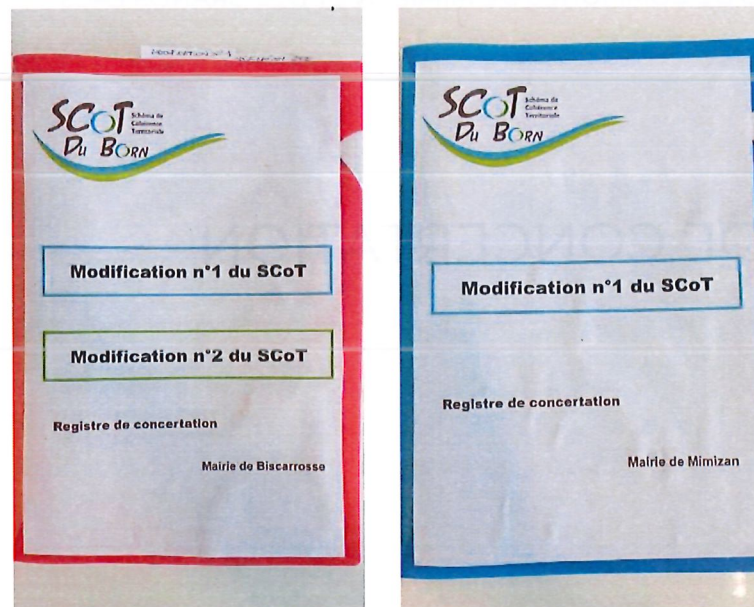 SCoT
Schéma de
Cohérence
Territoriale
Du Born
Modification n°1 du SCoT
Modification n°2 du SCoT
Registre de concertation
Mairie de Biscarrosse
SCoT
Schéma de
Cohérence
Territoriale
Du Born
Modification n°1 du SCoT
Registre de concertation
Mairie de Mimizan